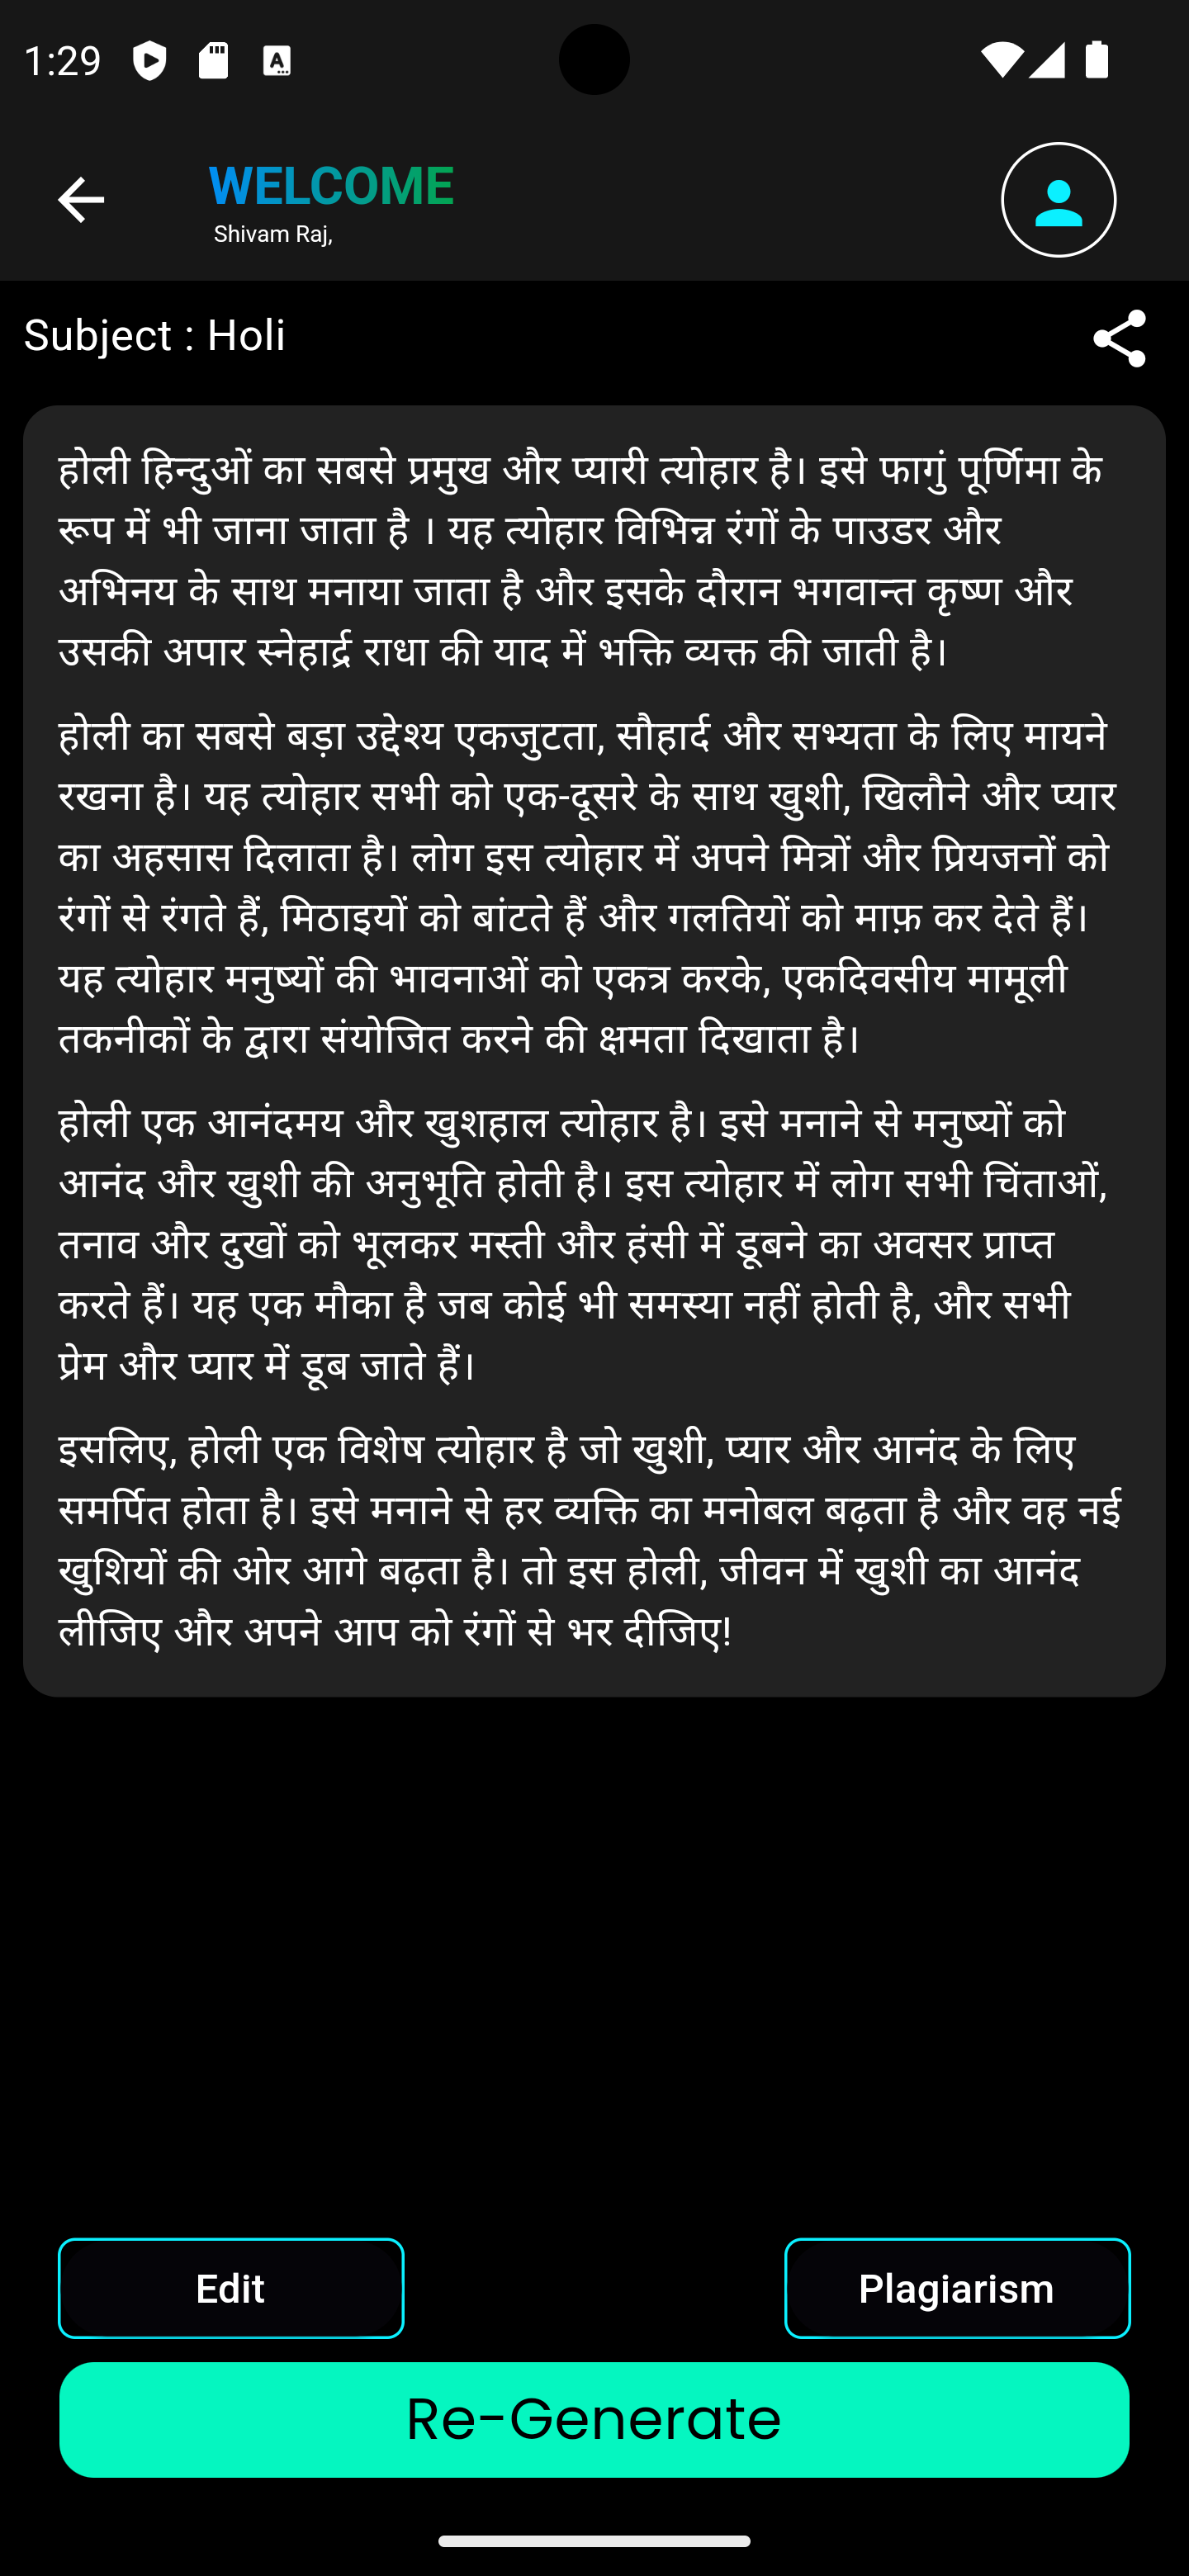 1:29
WELCOME
Shivam Raj,
Subject : Holi
होली हिन्दुओं का सबसे प्रमुख और प्यारी त्योहार है। इसे फागुं पूर्णिमा के
रूप में भी जाना जाता है । यह त्योहार विभिन्न रंगों के पाउडर और
अभिनय के साथ मनाया जाता है और इसके दौरान भगवान्त कृष्ण और
उसकी अपार स्नेहार्द्र राधा की याद में भक्ति व्यक्त की जाती है।
होली का सबसे बड़ा उद्देश्य एकजुटता, सौहार्द और सभ्यता के लिए मायने
रखना है। यह त्योहार सभी को एक-दूसरे के साथ खुशी, खिलौने और प्यार
का अहसास दिलाता है। लोग इस त्योहार में अपने मित्रों और प्रियजनों को
रंगों से रंगते हैं, मिठाइयों को बांटते हैं और गलतियों को माफ़ कर देते हैं।
यह त्योहार मनुष्यों की भावनाओं को एकत्र करके, एकदिवसीय मामूली
तकनीकों के द्वारा संयोजित करने की क्षमता दिखाता है।
होली एक आनंदमय और खुशहाल त्योहार है। इसे मनाने से मनुष्यों को
आनंद और खुशी की अनुभूति होती है। इस त्योहार में लोग सभी चिंताओं,
तनाव और दुखों को भूलकर मस्ती और हंसी में डूबने का अवसर प्राप्त
करते हैं। यह एक मौका है जब कोई भी समस्या नहीं होती है, और सभी
प्रेम और प्यार में डूब जाते हैं।
इसलिए, होली एक विशेष त्योहार है जो खुशी, प्यार और आनंद के लिए
समर्पित होता है। इसे मनाने से हर व्यक्ति का मनोबल बढ़ता है और वह नई
खुशियों की ओर आगे बढ़ता है। तो इस होली, जीवन में खुशी का आनंद
लीजिए और अपने आप को रंगों से भर दीजिए!
Edit
Plagiarism
Re-Generate